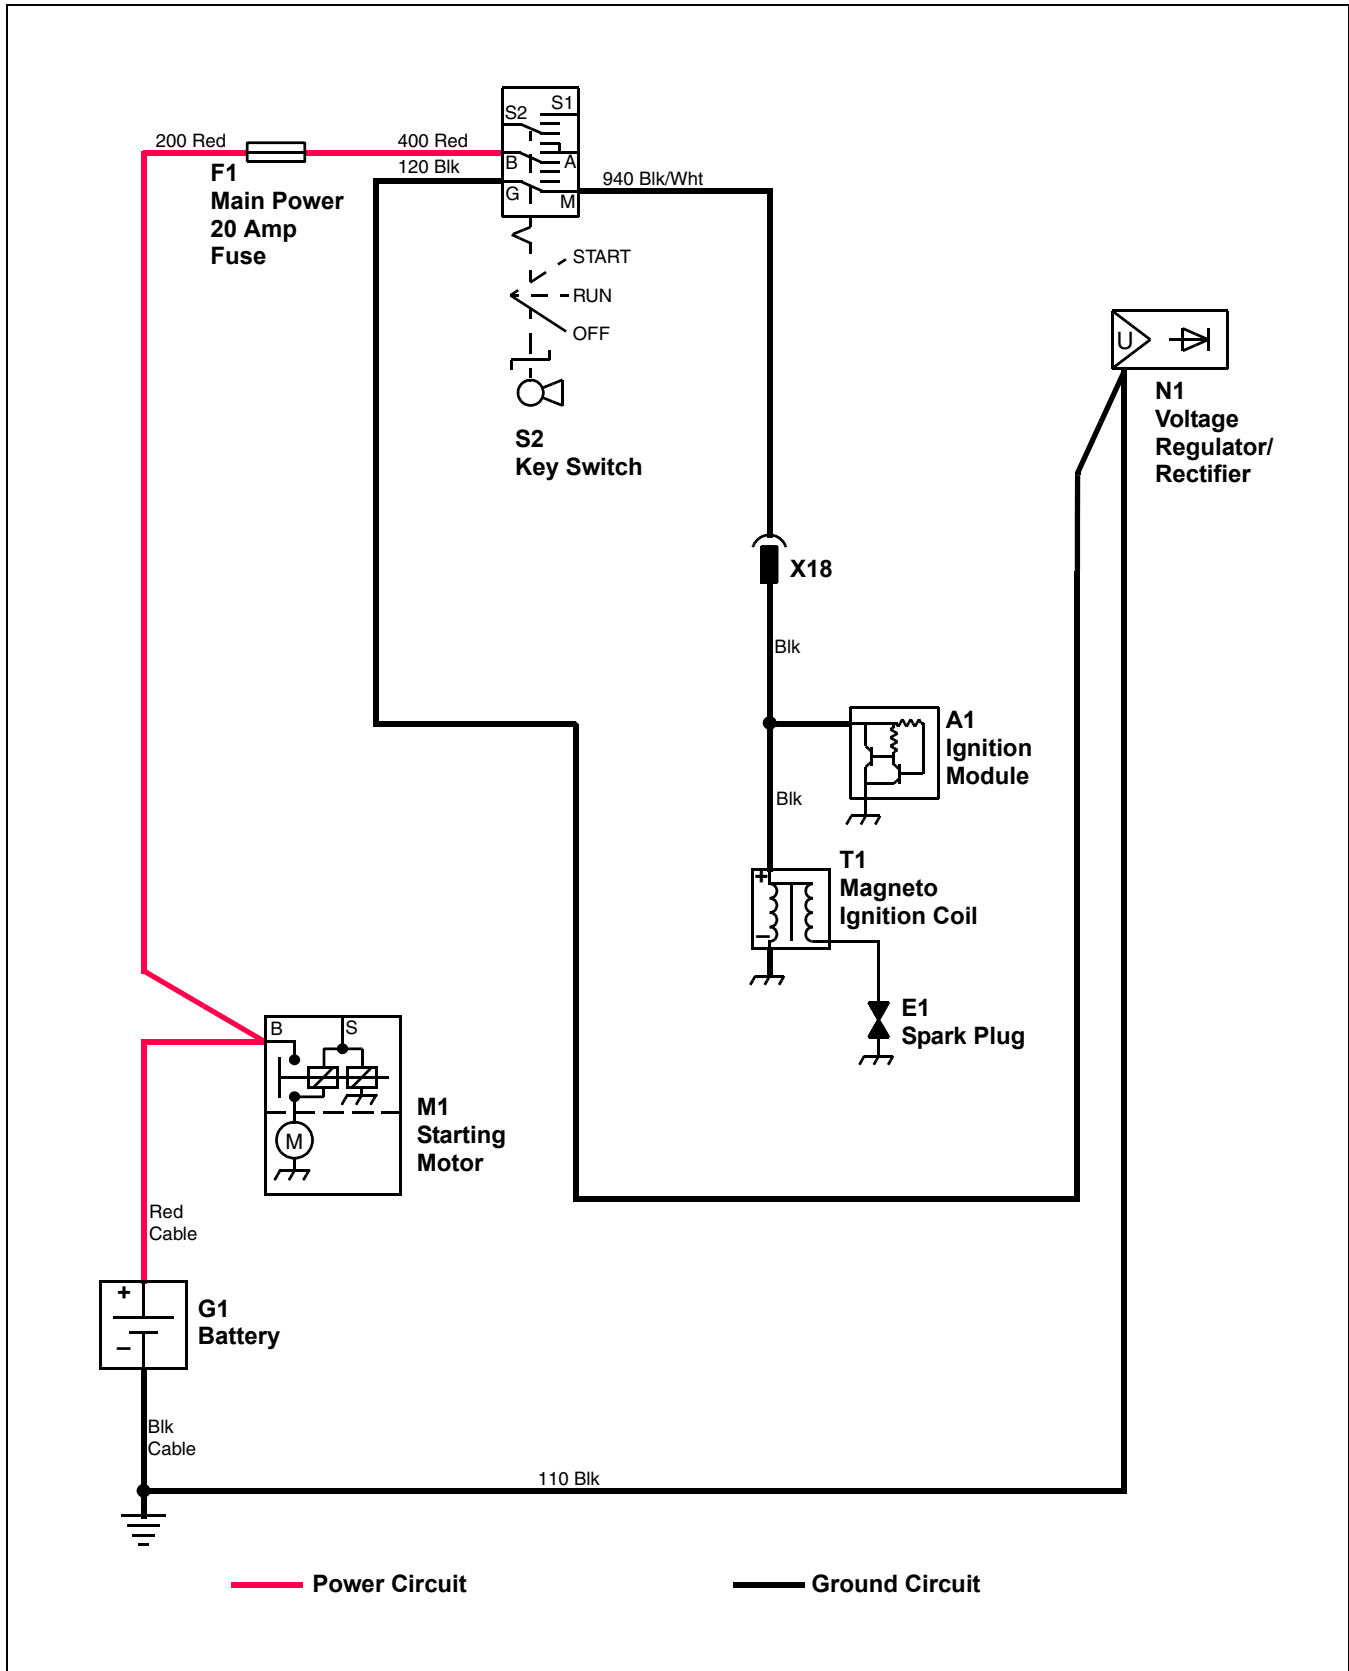 S1
S2
200 Red
400 Red
B
A
120 Blk
G
M
940 Blk/Wht
F1
Main Power
20 Amp
Fuse
START
RUN
OFF
S2
Key Switch
U
N1
Voltage
Regulator/
Rectifier
X18
Blk
A1
Ignition
Module
Blk
T1
Magneto
Ignition Coil
+
–
E1
Spark Plug
B
S
M
M1
Starting
Motor
Red
Cable
+
–
G1
Battery
Blk
Cable
110 Blk
Power Circuit
Ground Circuit